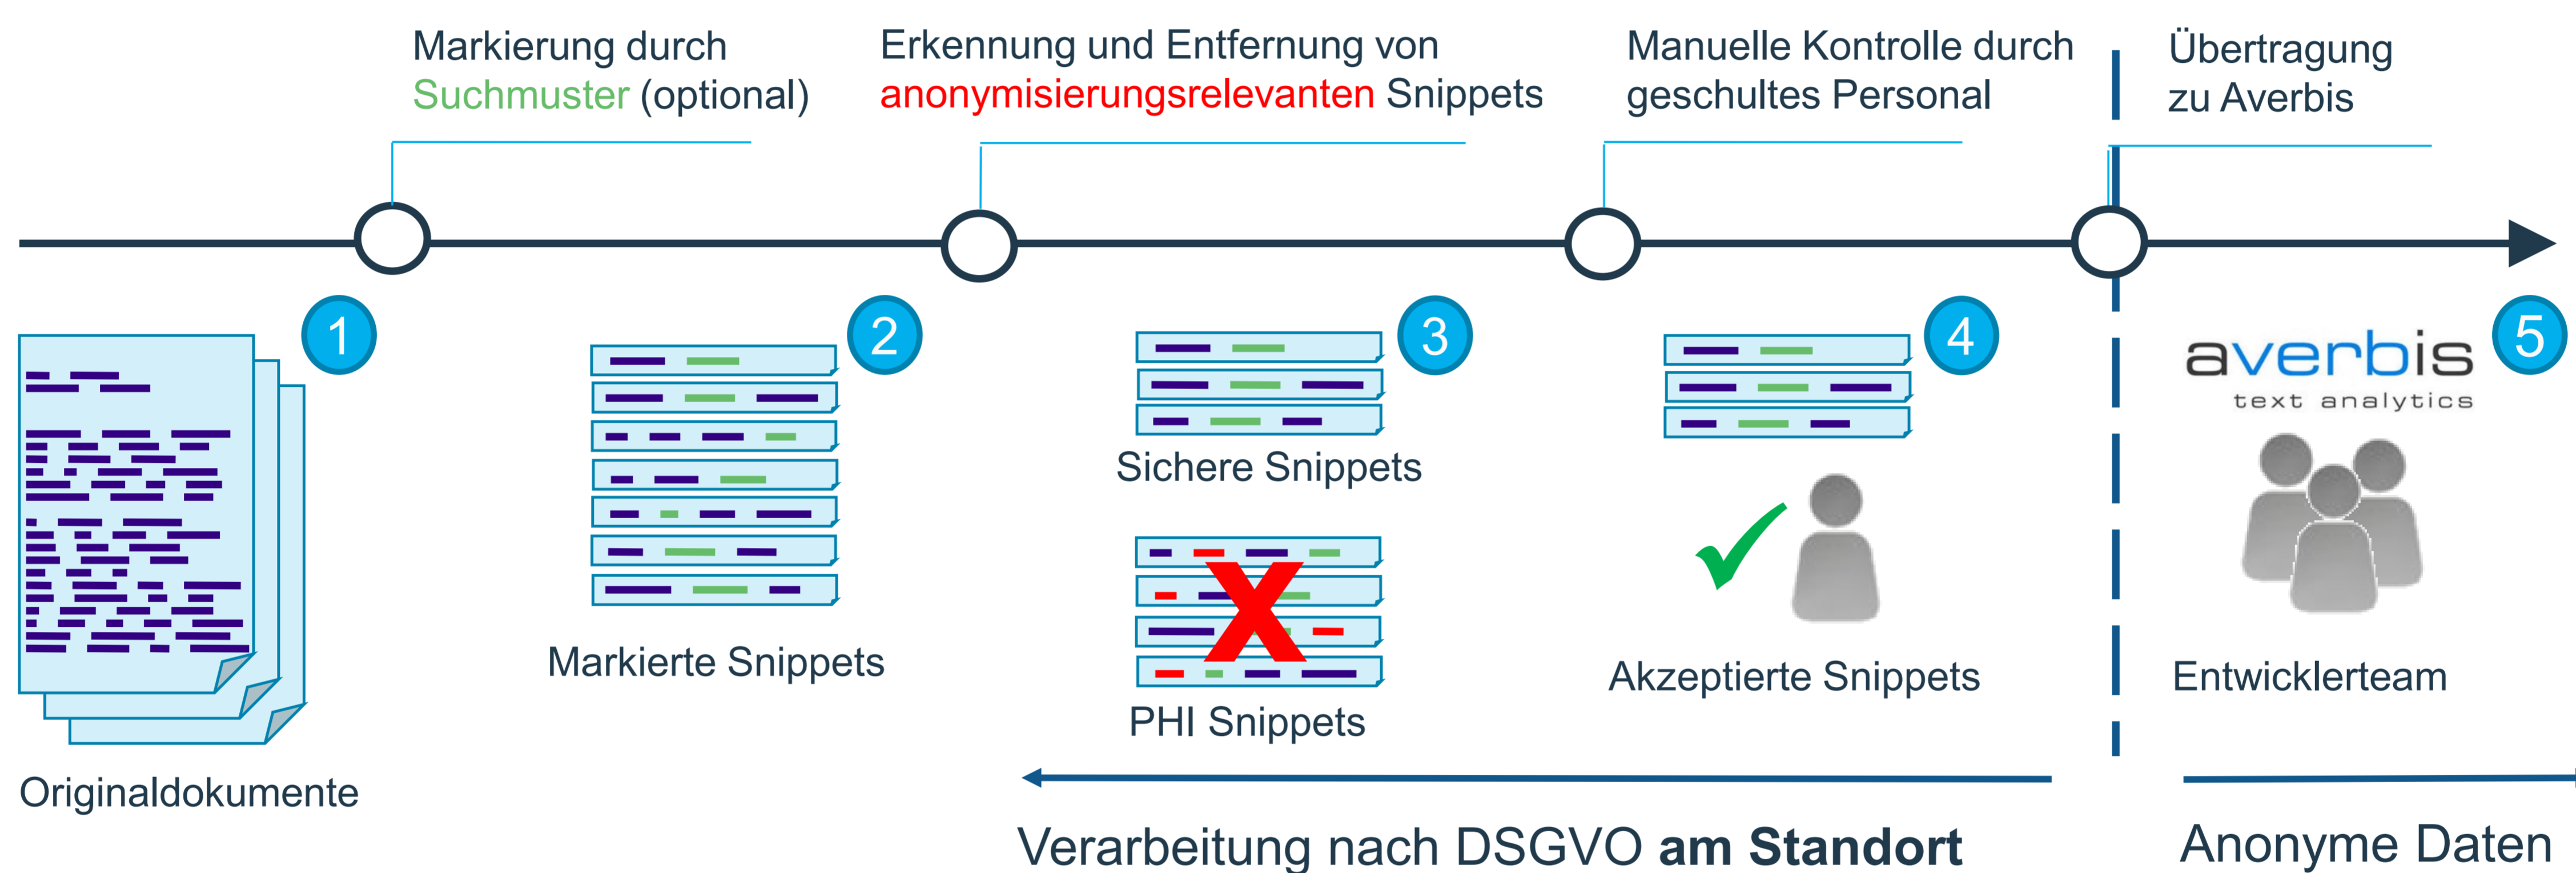 Markierung durch
Suchmuster (optional)
Erkennung und Entfernung von
anonymisierungsrelevanten Snippets
Manuelle Kontrolle durch
geschultes Personal
Übertragung
zu Averbis
1
2
3
4
5
averbis
text analytics
Sichere Snippets
X
Markierte Snippets
PHI Snippets
Akzeptierte Snippets
Entwicklerteam
Originaldokumente
Verarbeitung nach DSGVO am Standort
Anonyme Daten